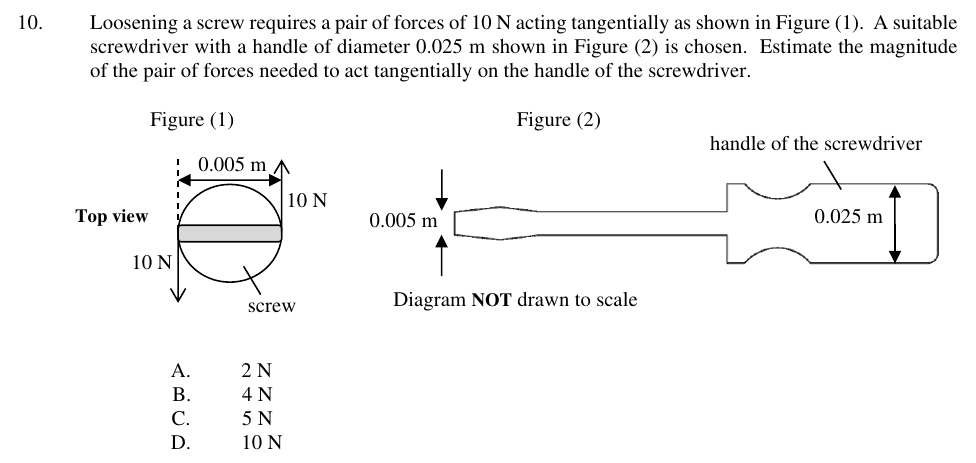 10. Loosening a screw requires a pair of forces of 10 N acting tangentially as shown in Figure (1). A suitable
screwdriver with a handle of diameter 0.025 m shown in Figure (2) is chosen. Estimate the magnitude
of the pair of forces needed to act tangentially on the handle of the screwdriver.
Figure (1)
Figure (2)
handle of the screwdriver
0.005 m
10 N
Top view
0.005 m
0.025 m
10 N
screw
Diagram NOT drawn to scale
A. 2 N
B. 4 N
C. 5 N
D. 10 N